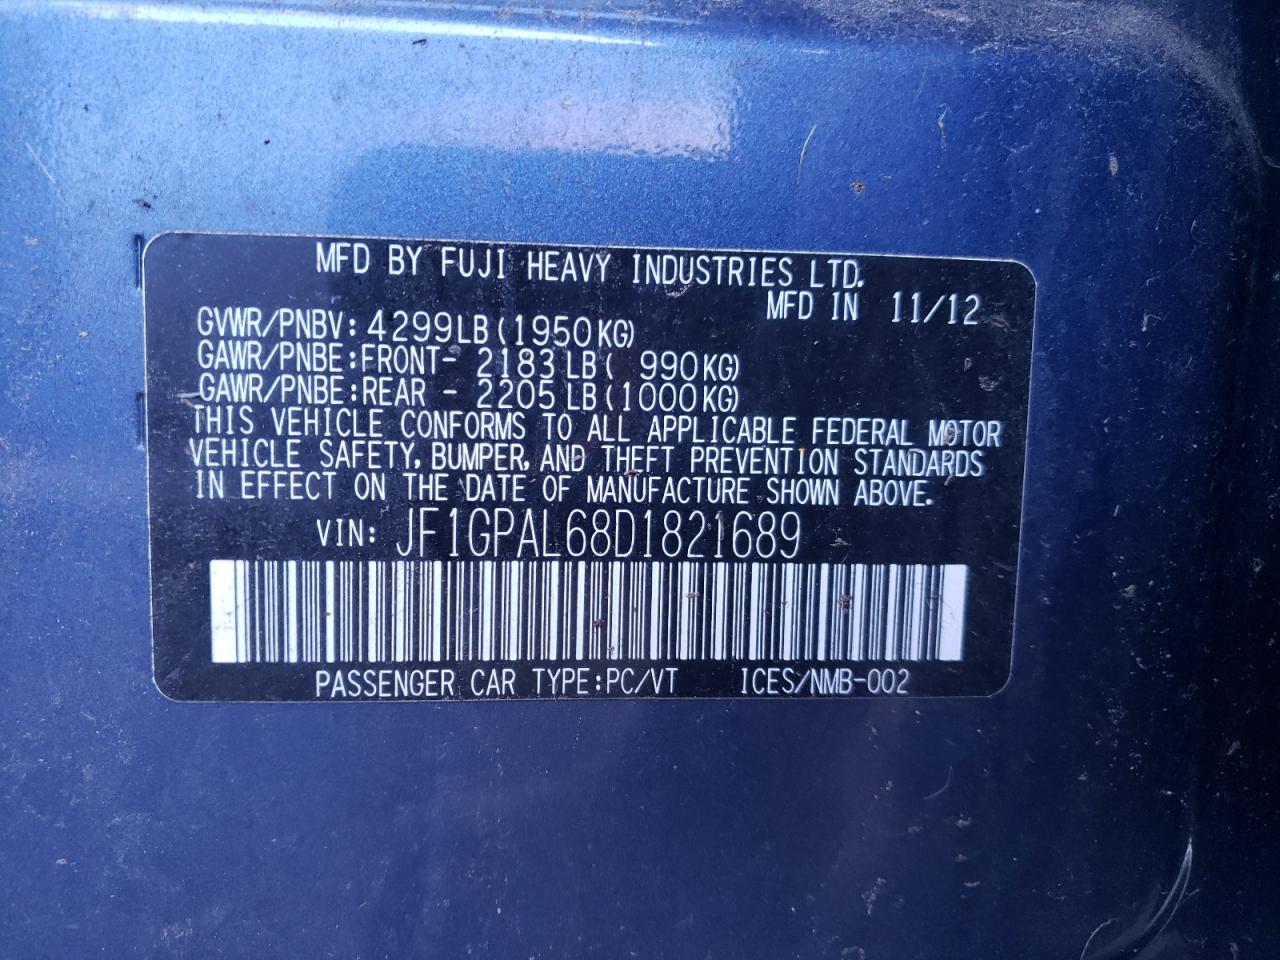 MFD BY FUJI HEAVY INDUSTRIES LTD.
MFD IN 11/12
GVWR/PNBV: 4299LB(1950KG)
GAWR/PNBE:FRONT- 2183LB( 990KG)
GAWR/PNBE:REAR - 2205LB(1000KG)
THIS VEHICLE CONFORMS TO ALL APPLICABLE FEDERAL MOTOR
VEHICLE SAFETY, BUMPER, AND THEFT PREVENTION STANDARDS
IN EFFECT ON THE DATE OF MANUFACTURE SHOWN ABOVE.
VIN: JF1GPAL68D1821689
PASSENGER CAR TYPE:PC/VT ICES/NMB-002